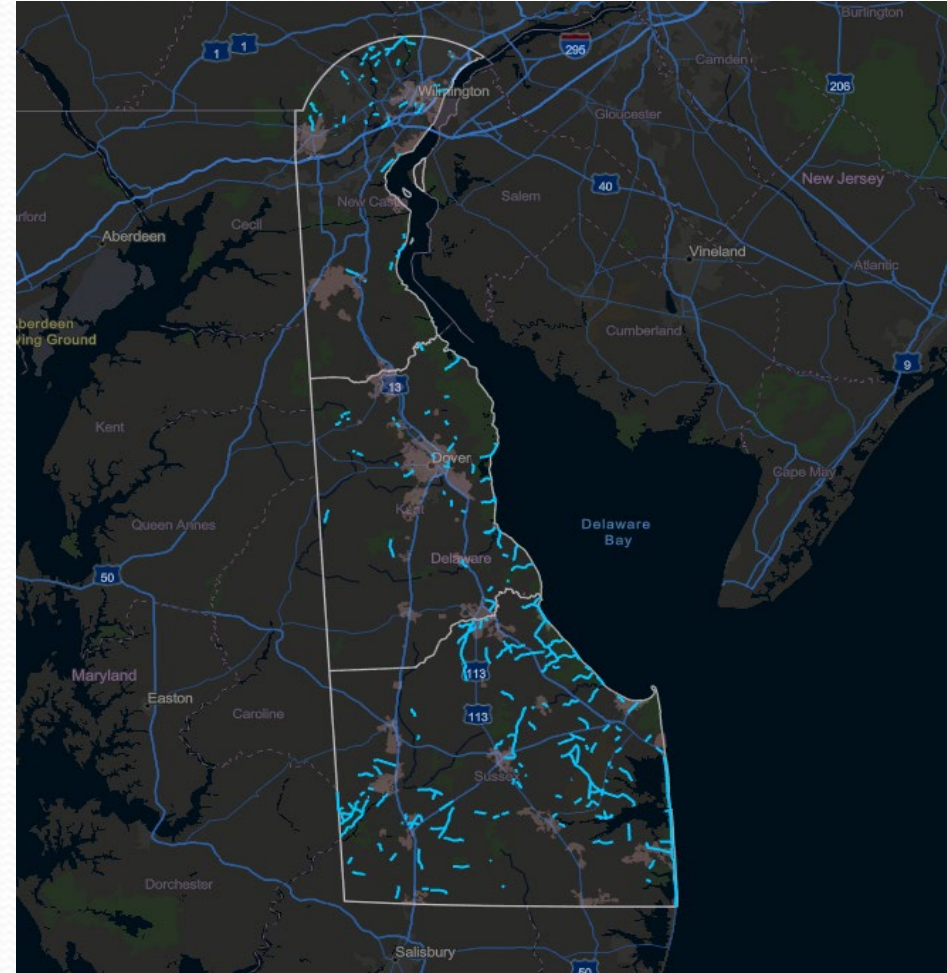 Burlington
1
1
295
Camden
Wilmington
206
Gloucester
New Jersey
40
Salem
New Castle
Cecil
rford
Aberdeen
Vineland
Atlantic
Aberdeen
ving Ground
Cumberland
9
13
Kent
Dover
Cape May
Kent
Queen Annes
Delaware
Bay
Delaware
50
113
Maryland
Easton
Caroline
113
Sussex
Dorchester
Salisbury
50